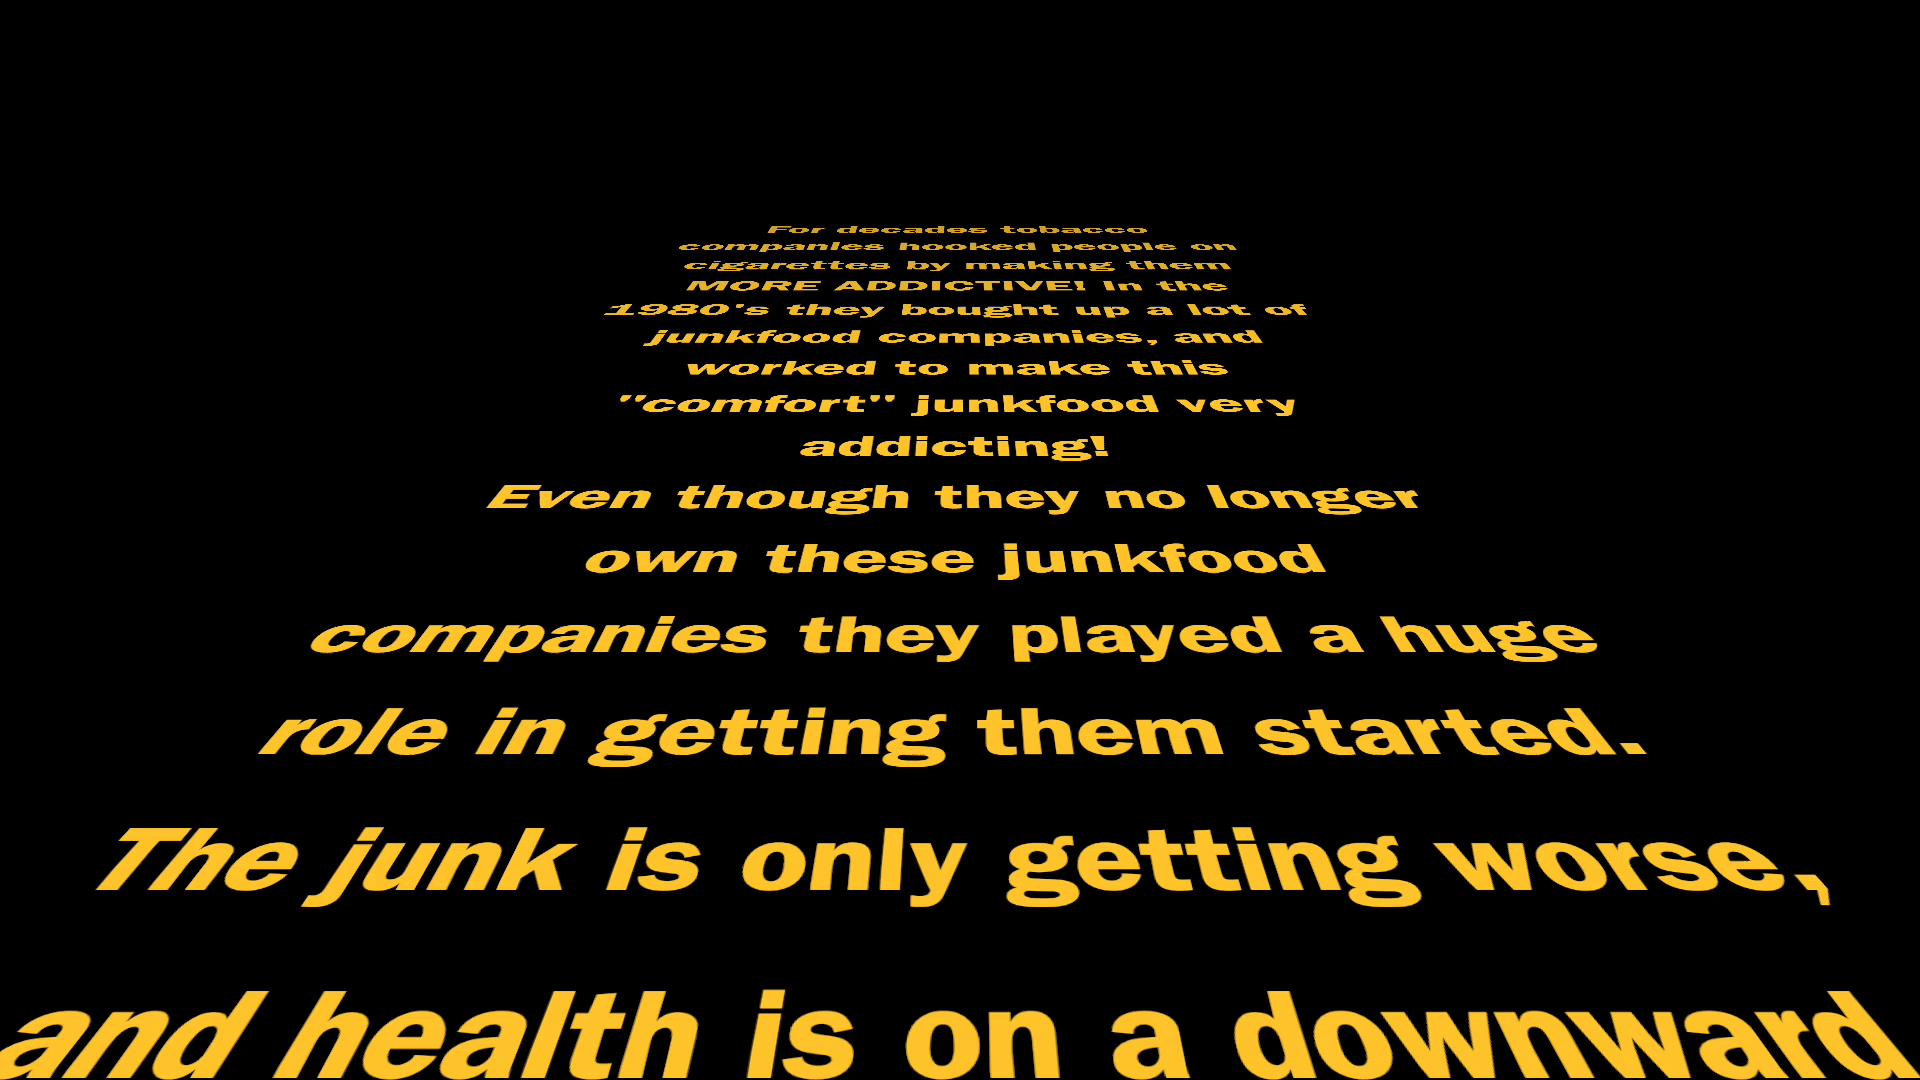 For decades tobacco
companies hooked people on
cigarettes by making them
MORE ADDICTIVE! In the
1980's they bought up a lot of
junkfood companies, and
worked to make this
"comfort" junkfood very
addicting!
Even though they no longer
own these junkfood
companies they played a huge
role in getting them started.
The junk is only getting worse,
and health is on a downward